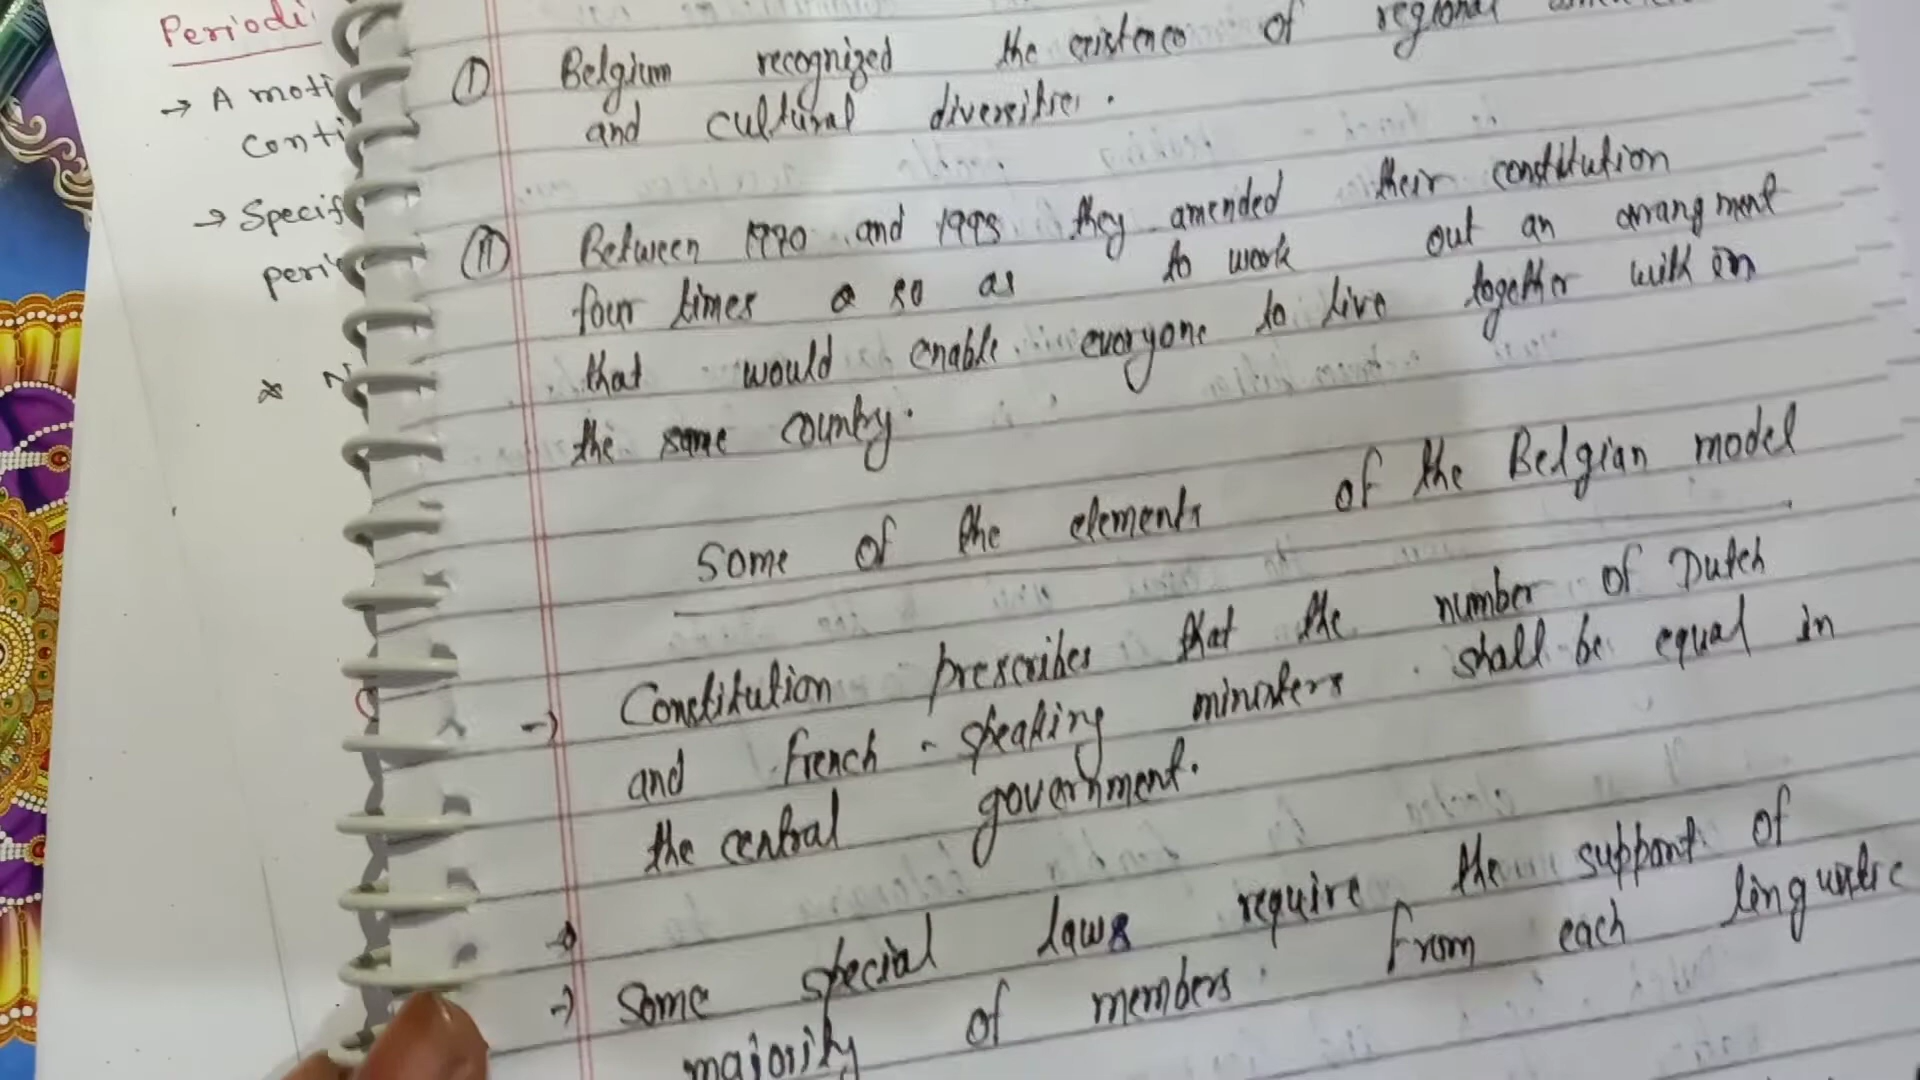 Periodi
→ A moti
conti
→ Specif
peri
* N
① Belgium recognized the existence of regional
and cultural diversities.
② Between 1990 and 1993 they amended their constitution
four times so as to work out an arrangment
that would enable everyone to live together with in
the same country.
Some of the elements of the Belgian model
→ Constitution prescribes that the number of Dutch
and french - speaking ministers shall be equal in
the central government.
→ Some special laws require the support of
majority of members from each linguistic